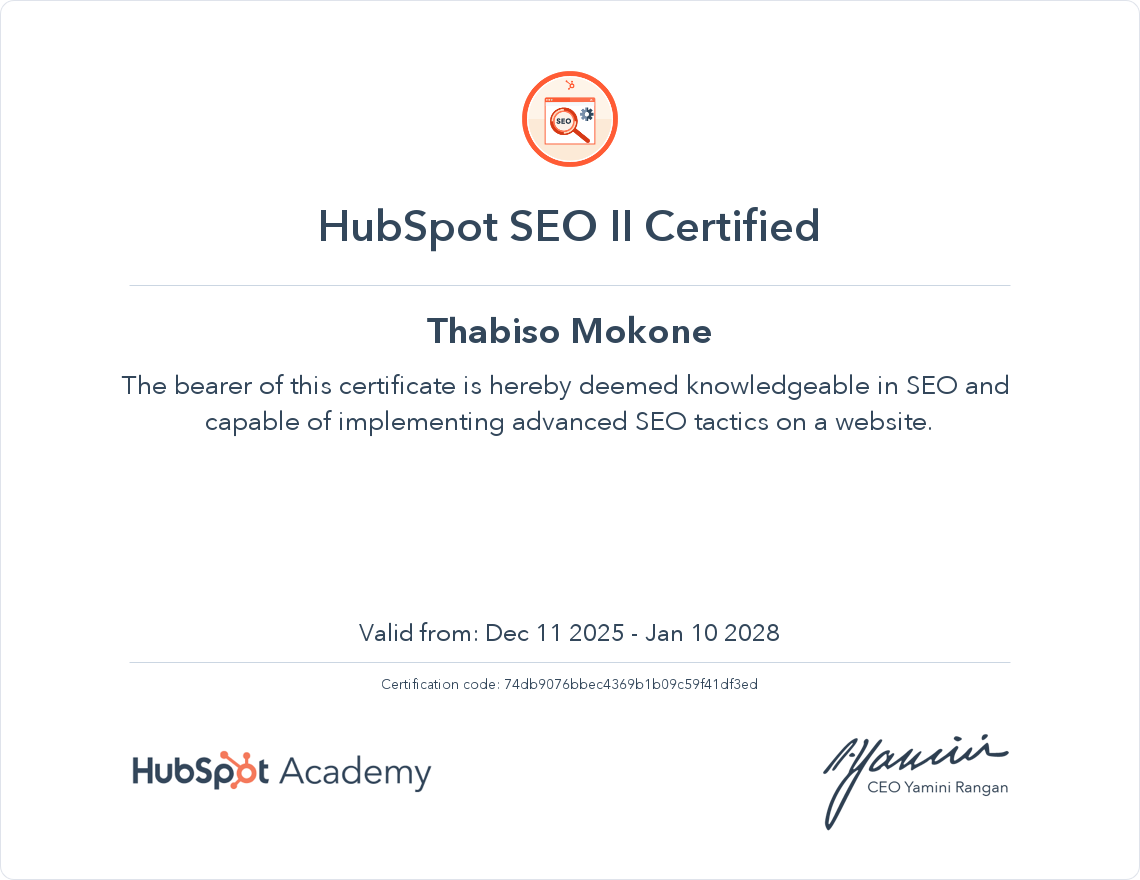 SEO
HubSpot SEO II Certified
Thabiso Mokone
The bearer of this certificate is hereby deemed knowledgeable in SEO and
capable of implementing advanced SEO tactics on a website.
Valid from: Dec 11 2025 - Jan 10 2028
Certification code: 74db9076bbec4369b1b09c59f41df3ed
HubSpot Academy
CEO Yamini Rangan